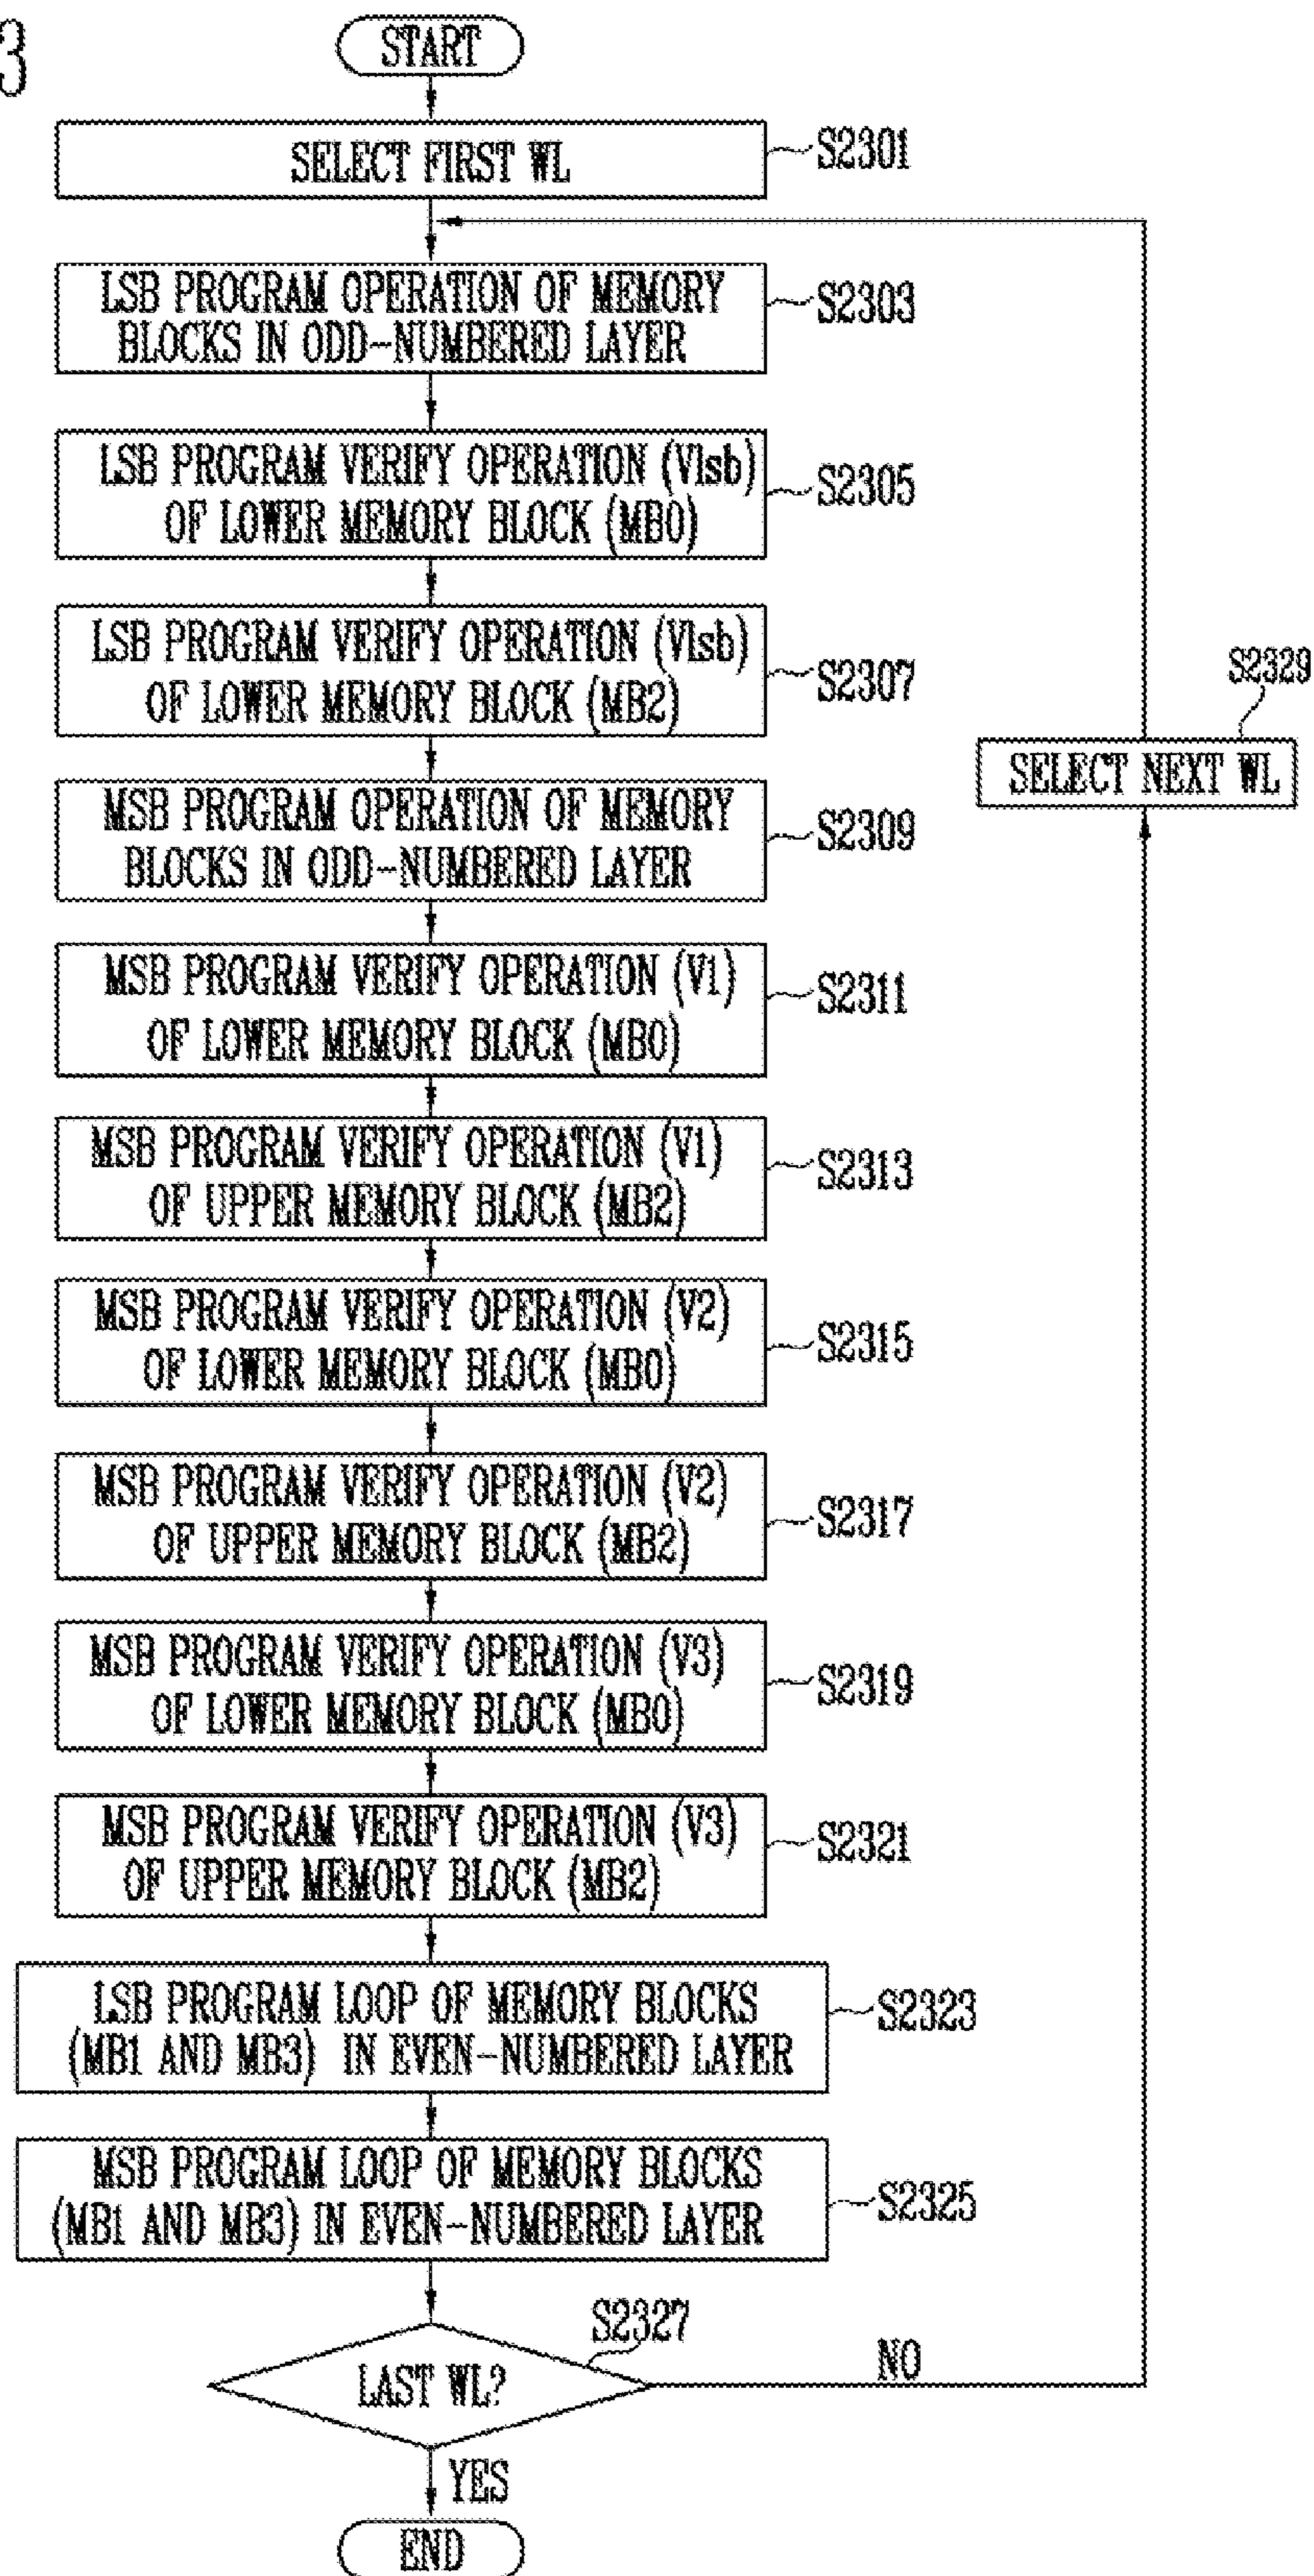 3
START
SELECT FIRST WL
S2301
LSB PROGRAM OPERATION OF MEMORY
BLOCKS IN ODD-NUMBERED LAYER
S2303
LSB PROGRAM VERIFY OPERATION (Vlsb)
OF LOWER MEMORY BLOCK (MB0)
S2305
LSB PROGRAM VERIFY OPERATION (Vlsb)
OF LOWER MEMORY BLOCK (MB2)
S2307
S2329
SELECT NEXT WL
MSB PROGRAM OPERATION OF MEMORY
BLOCKS IN ODD-NUMBERED LAYER
S2309
MSB PROGRAM VERIFY OPERATION (V1)
OF LOWER MEMORY BLOCK (MB0)
S2311
MSB PROGRAM VERIFY OPERATION (V1)
OF UPPER MEMORY BLOCK (MB2)
S2313
MSB PROGRAM VERIFY OPERATION (V2)
OF LOWER MEMORY BLOCK (MB0)
S2315
MSB PROGRAM VERIFY OPERATION (V2)
OF UPPER MEMORY BLOCK (MB2)
S2317
MSB PROGRAM VERIFY OPERATION (V3)
OF LOWER MEMORY BLOCK (MB0)
S2319
MSB PROGRAM VERIFY OPERATION (V3)
OF UPPER MEMORY BLOCK (MB2)
S2321
LSB PROGRAM LOOP OF MEMORY BLOCKS
(MB1 AND MB3) IN EVEN-NUMBERED LAYER
S2323
MSB PROGRAM LOOP OF MEMORY BLOCKS
(MB1 AND MB3) IN EVEN-NUMBERED LAYER
S2325
S2327
LAST WL?
NO
YES
END